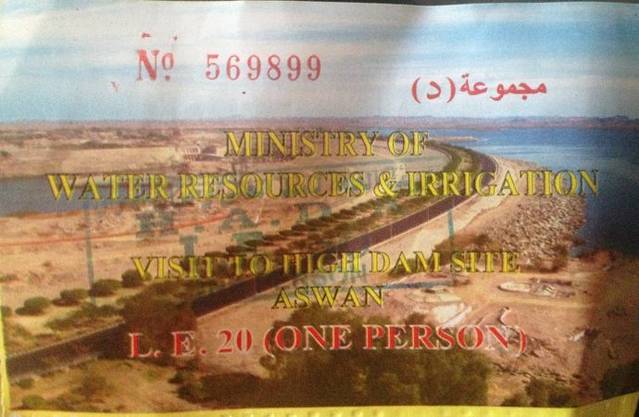 No 569899
مجموعة (د)
MINISTRY OF
WATER RESOURCES & IRRIGATION
VISIT TO HIGH DAM SITE
ASWAN
L. E. 20 (ONE PERSON)